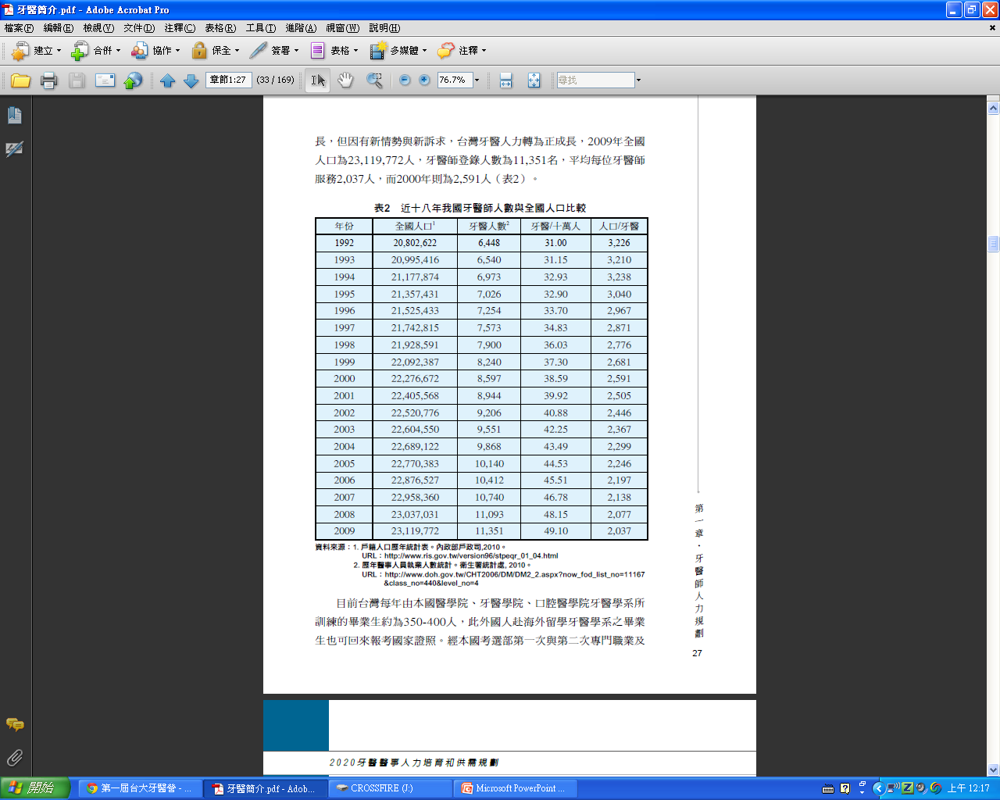 牙醫簡介.pdf - Adobe Acrobat Pro
檔案(F) 編輯(E) 檢視(V) 文件(D) 注釋(C) 表格(R) 工具(T) 進階(A) 視窗(W) 說明(H)
建立 合併 協作 保全 簽署 表格 多媒體 注釋
章節1:27 (33 / 169) 76.7% 尋找
長，但因有新情勢與新訴求，台灣牙醫人力轉為正成長，2009年全國
人口為23,119,772人，牙醫師登錄人數為11,351名，平均每位牙醫師
服務2,037人，而2000年則為2,591人（表2）。
表2 近十八年我國牙醫師人數與全國人口比較
年份 全國人口1 牙醫人數2 牙醫/十萬人 人口/牙醫
1992 20,802,622 6,448 31.00 3,226
1993 20,995,416 6,540 31.15 3,210
1994 21,177,874 6,973 32.93 3,238
1995 21,357,431 7,026 32.90 3,040
1996 21,525,433 7,254 33.70 2,967
1997 21,742,815 7,573 34.83 2,871
1998 21,928,591 7,900 36.03 2,776
1999 22,092,387 8,240 37.30 2,681
2000 22,276,672 8,597 38.59 2,591
2001 22,405,568 8,944 39.92 2,505
2002 22,520,776 9,206 40.88 2,446
2003 22,604,550 9,551 42.25 2,367
2004 22,689,122 9,868 43.49 2,299
2005 22,770,383 10,140 44.53 2,246
2006 22,876,527 10,412 45.51 2,197
2007 22,958,360 10,740 46.78 2,138
2008 23,037,031 11,093 48.15 2,077
2009 23,119,772 11,351 49.10 2,037
資料來源：1. 戶籍人口歷年統計表。內政部戶政司,2010。
URL：http://www.ris.gov.tw/version96/stpeqr_01_04.html
2. 歷年醫事人員執業人數統計。衛生署統計處, 2010。
URL：http://www.doh.gov.tw/CHT2006/DM/DM2_2.aspx?now_fod_list_no=11167
&class_no=440&level_no=4
目前台灣每年由本國醫學院、牙醫學院、口腔醫學院牙醫學系所
訓練的畢業生約為350-400人，此外國人赴海外留學牙醫學系之畢業
生也可回來報考國家證照。經本國考選部第一次與第二次專門職業及
第一章・牙醫師人力規劃
27
2020牙醫醫事人力培育和供需規劃
開始 第一屆台大牙醫營 - ... 牙醫簡介.pdf - Adob... CROSSFIRE (J:) Microsoft PowerPoint ... 上午 12:17